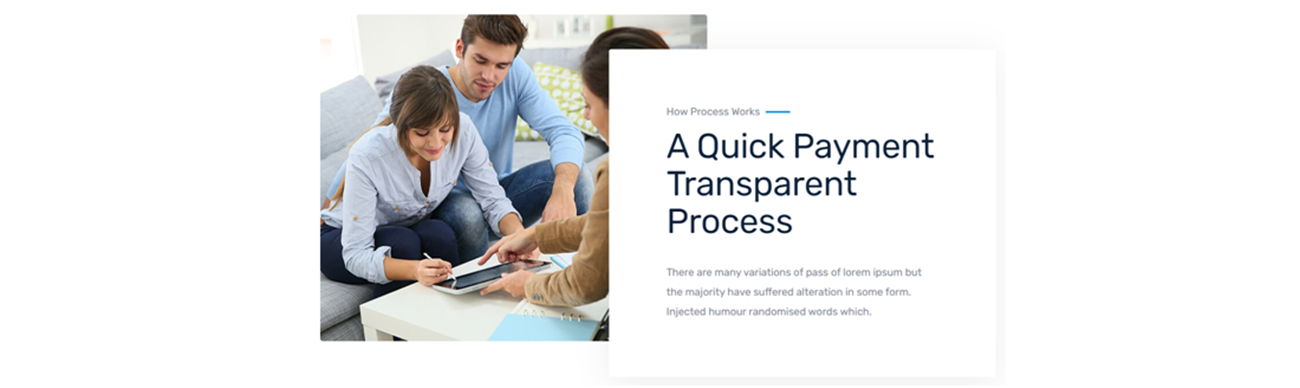 How Process Works
A Quick Payment
Transparent
Process
There are many variations of pass of lorem ipsum but
the majority have suffered alteration in some form.
Injected humour randomised words which.